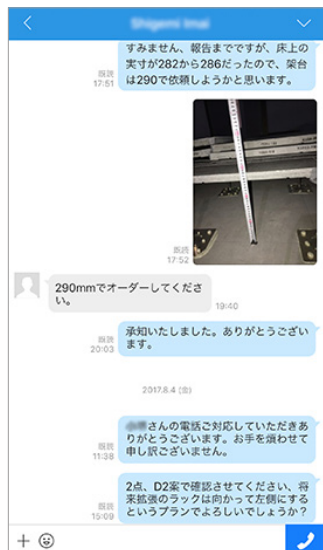 すみません、報告までですが、床上の
実寸が282から286だったので、架台
は290で依頼しようかと思います。
既読
17:51
既読
17:52
290mmでオーダーしてくださ
い。
19:40
承知いたしました。ありがとうござい
ます。
既読
20:03
2017.8.4 (金)
さんの電話ご対応していただきあ
りがとうございます。お手を煩わせて
申し訳ございません。
既読
11:38
2点、D2案で確認させてください、将
来拡張のラックは向かって左側にする
というプランでよろしいでしょうか？
既読
15:09